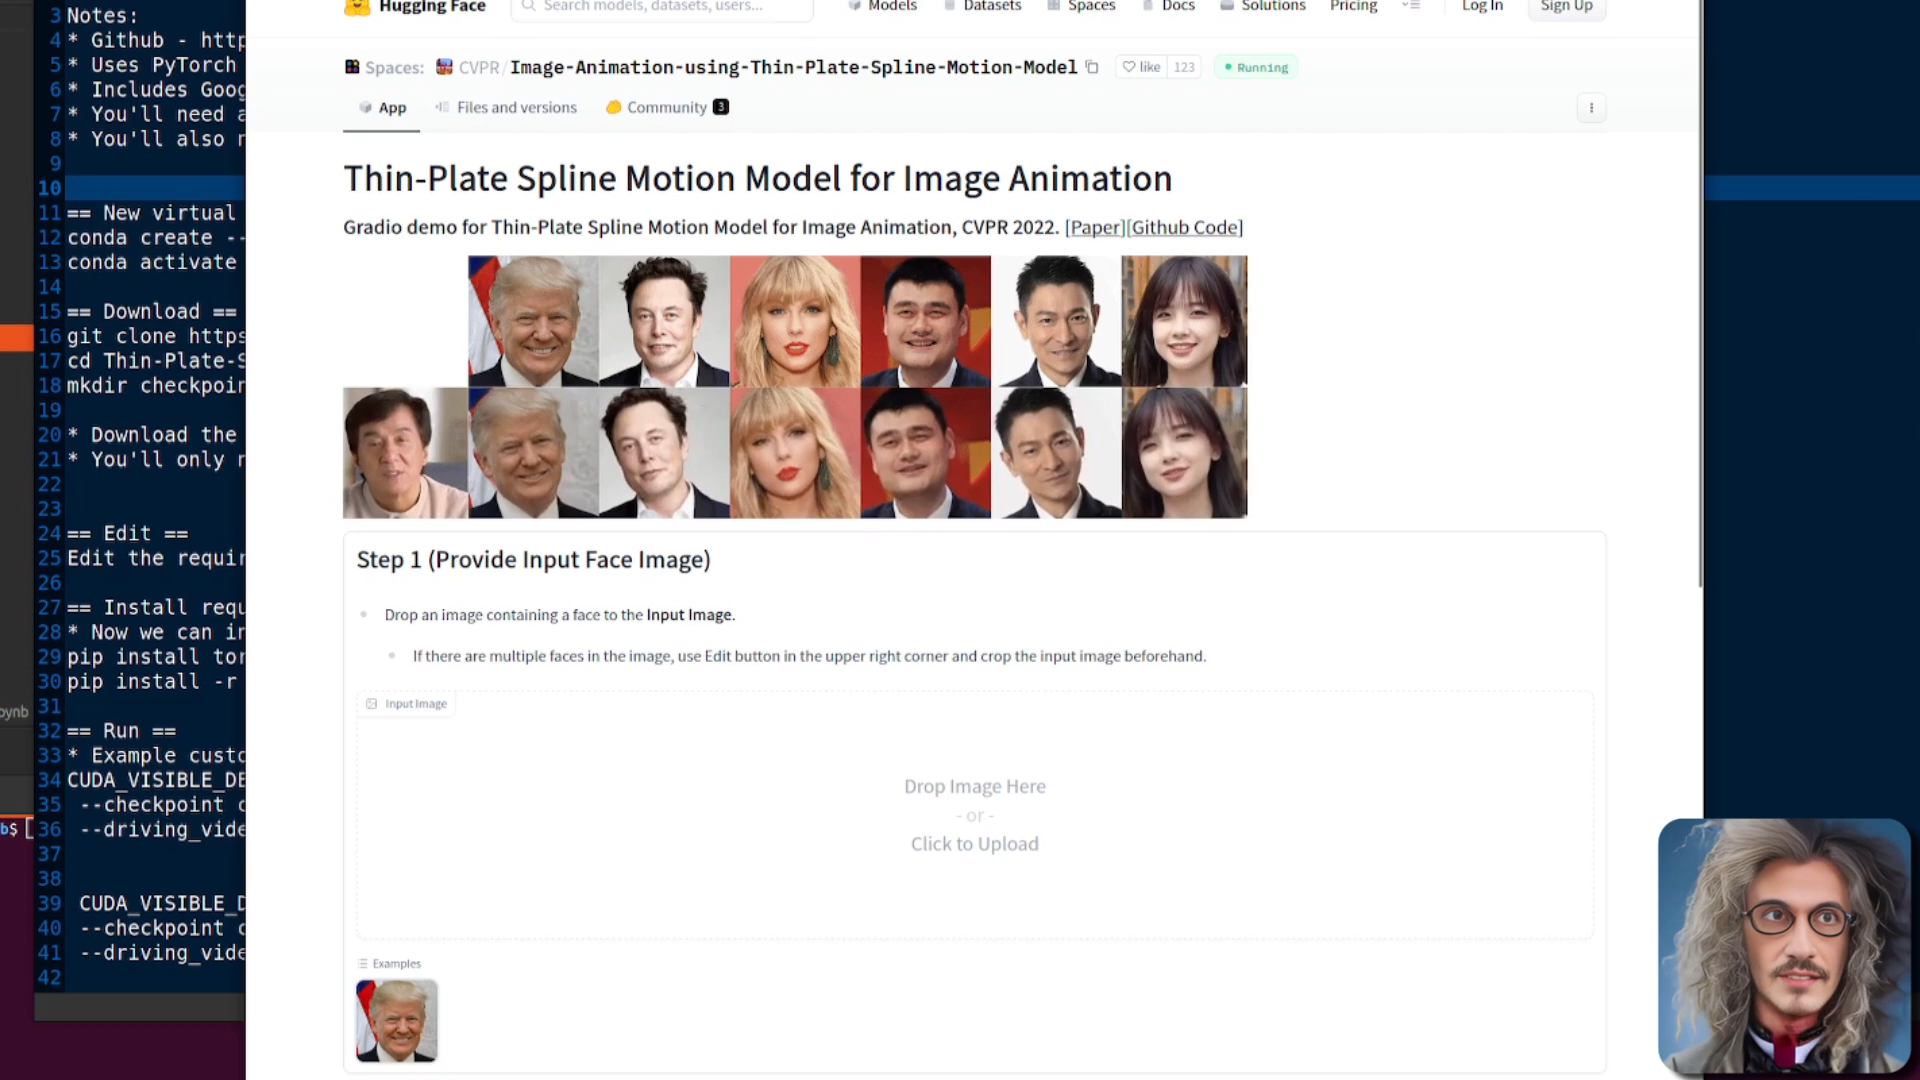 3 Notes:
4 * Github - http
5 * Uses PyTorch
6 * Includes Goog
7 * You'll need a
8 * You'll also
9
10
11 == New virtual
12 conda create --
13 conda activate
14
15 == Download ==
16 git clone https
17 cd Thin-Plate-S
18 mkdir checkpoin
19
20 * Download the
21 * You'll only
22
23
24 == Edit ==
25 Edit the requir
26
27 == Install requ
28 * Now we can in
29 pip install tor
30 pip install -r
31
32 == Run ==
33 * Example custo
34 CUDA_VISIBLE_DE
35 --checkpoint c
36 --driving_vide
37
38
39 CUDA_VISIBLE_D
40 --checkpoint c
41 --driving_vide
42
ynb
b$
Hugging Face
Search models, datasets, users...
Models
Datasets
Spaces
Docs
Solutions
Pricing
Log In
Sign Up
Spaces: CVPR/Image-Animation-using-Thin-Plate-Spline-Motion-Model like 123 Running
App
Files and versions
Community 3
Thin-Plate Spline Motion Model for Image Animation
Gradio demo for Thin-Plate Spline Motion Model for Image Animation, CVPR 2022. [Paper][Github Code]
Step 1 (Provide Input Face Image)
Drop an image containing a face to the Input Image.
If there are multiple faces in the image, use Edit button in the upper right corner and crop the input image beforehand.
Input Image
Drop Image Here
- or -
Click to Upload
Examples